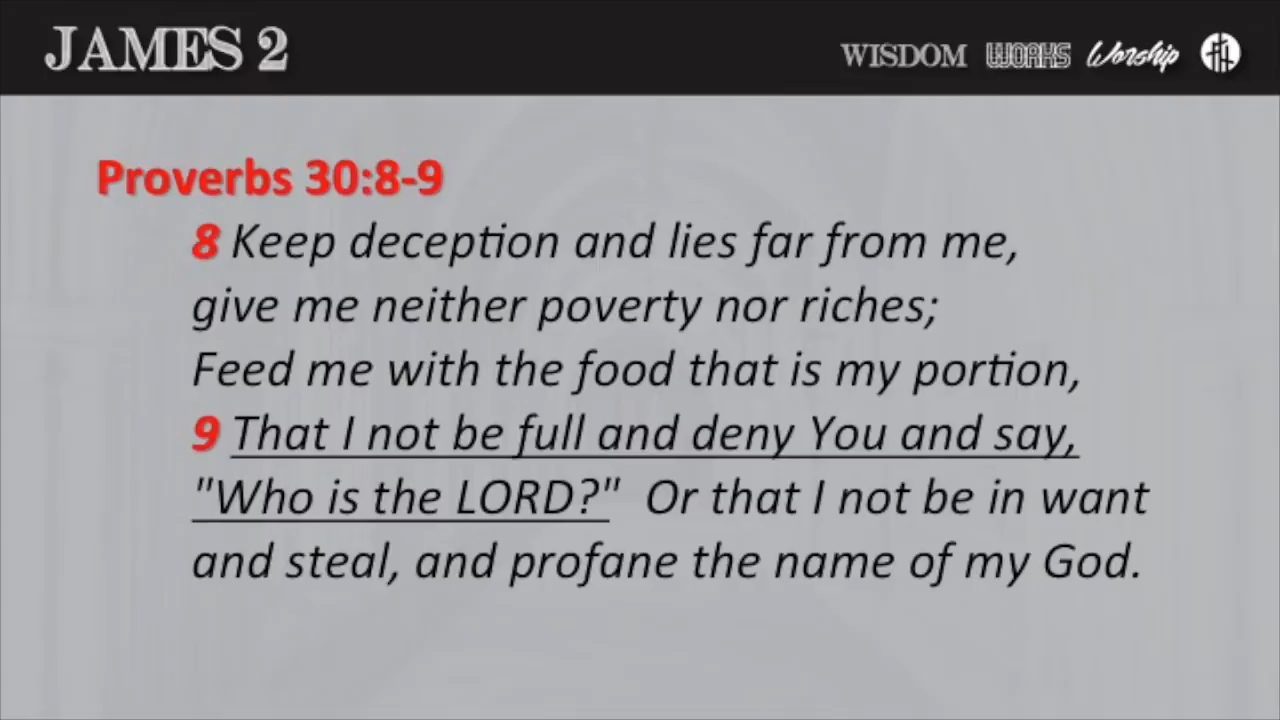 JAMES 2
WISDOM WORKS Worship
Proverbs 30:8-9
8 Keep deception and lies far from me,
give me neither poverty nor riches;
Feed me with the food that is my portion,
9 That I not be full and deny You and say,
"Who is the LORD?" Or that I not be in want
and steal, and profane the name of my God.